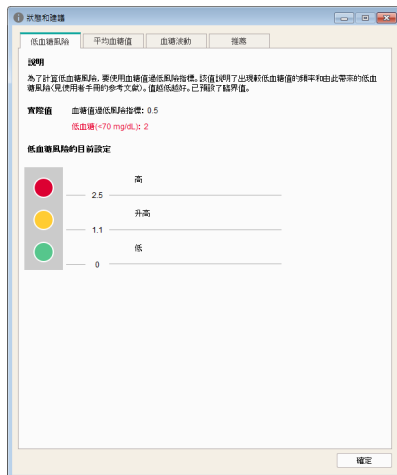 狀態和建議
低血糖風險 平均血糖值 血糖波動 推薦
說明
為了計算低血糖風險，要使用血糖值過低風險指標。該值說明了出現較低血糖值的頻率和由此帶來的低血
糖風險（見使用者手冊的參考文獻）。值越低越好。已預設了臨界值。
實際值 血糖值過低風險指標: 0.5
低血糖(<70 mg/dL): 2
低血糖風險的目前設定
高
2.5
升高
1.1
低
0
確定